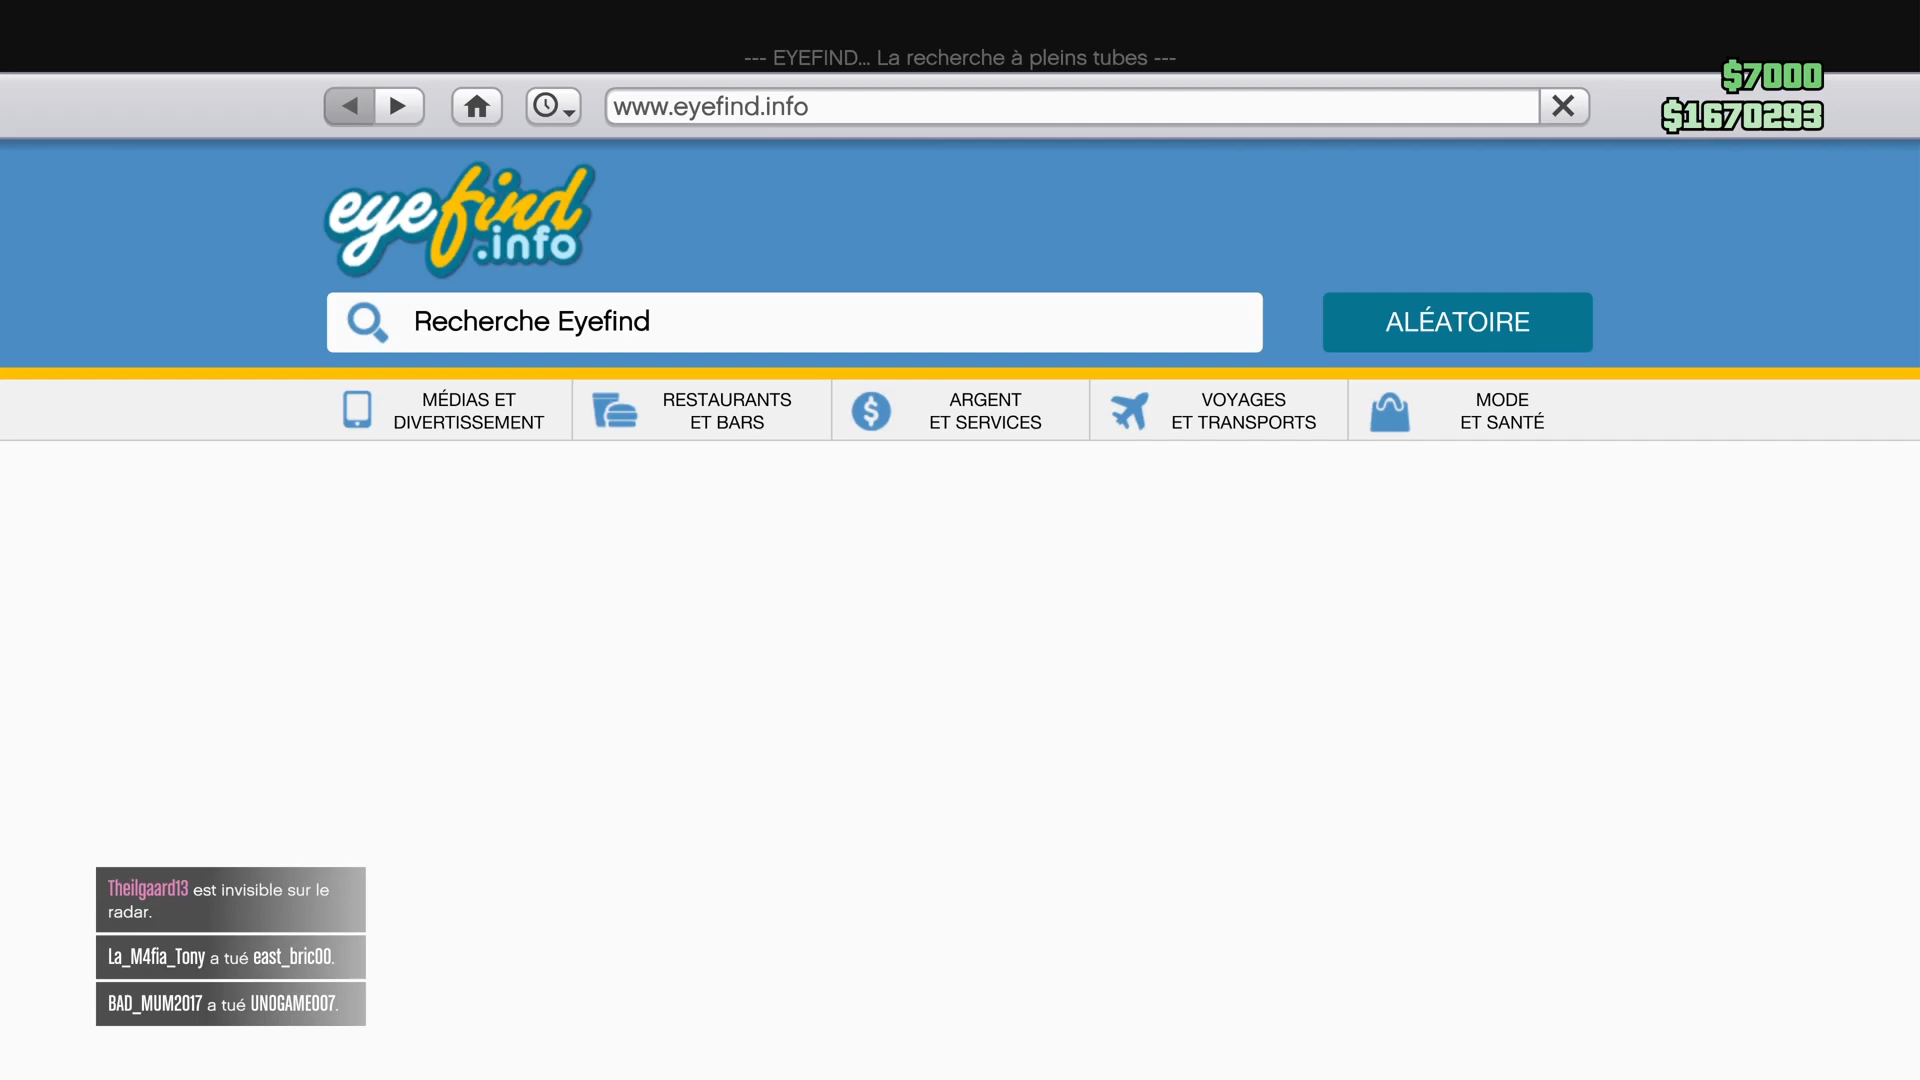 --- EYEFIND... La recherche à pleins tubes ---
$7000
www.eyefind.info
$1670293
eyefind
.info
Recherche Eyefind
ALÉATOIRE
MÉDIAS ET
DIVERTISSEMENT
RESTAURANTS
ET BARS
ARGENT
ET SERVICES
VOYAGES
ET TRANSPORTS
MODE
ET SANTÉ
Theilgaard13 est invisible sur le
radar.
La_M4fia_Tony a tué east_bric00.
BAD_MUM2017 a tué UNOGAME007.